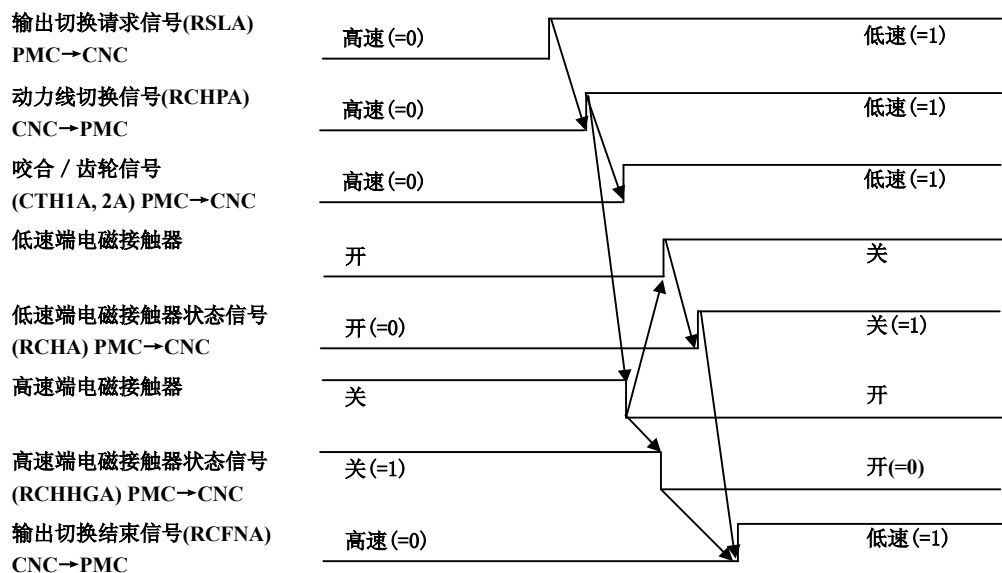 输出切换请求信号(RSLA)
PMC→CNC
高速(=0)
低速(=1)
动力线切换信号(RCHPA)
CNC→PMC
高速(=0)
低速(=1)
咬合／齿轮信号
(CTH1A, 2A) PMC→CNC
高速(=0)
低速(=1)
低速端电磁接触器
开
关
低速端电磁接触器状态信号
(RCHA) PMC→CNC
开(=0)
关(=1)
高速端电磁接触器
关
开
高速端电磁接触器状态信号
(RCHHGA) PMC→CNC
关(=1)
开(=0)
输出切换结束信号(RCFNA)
CNC→PMC
高速(=0)
低速(=1)